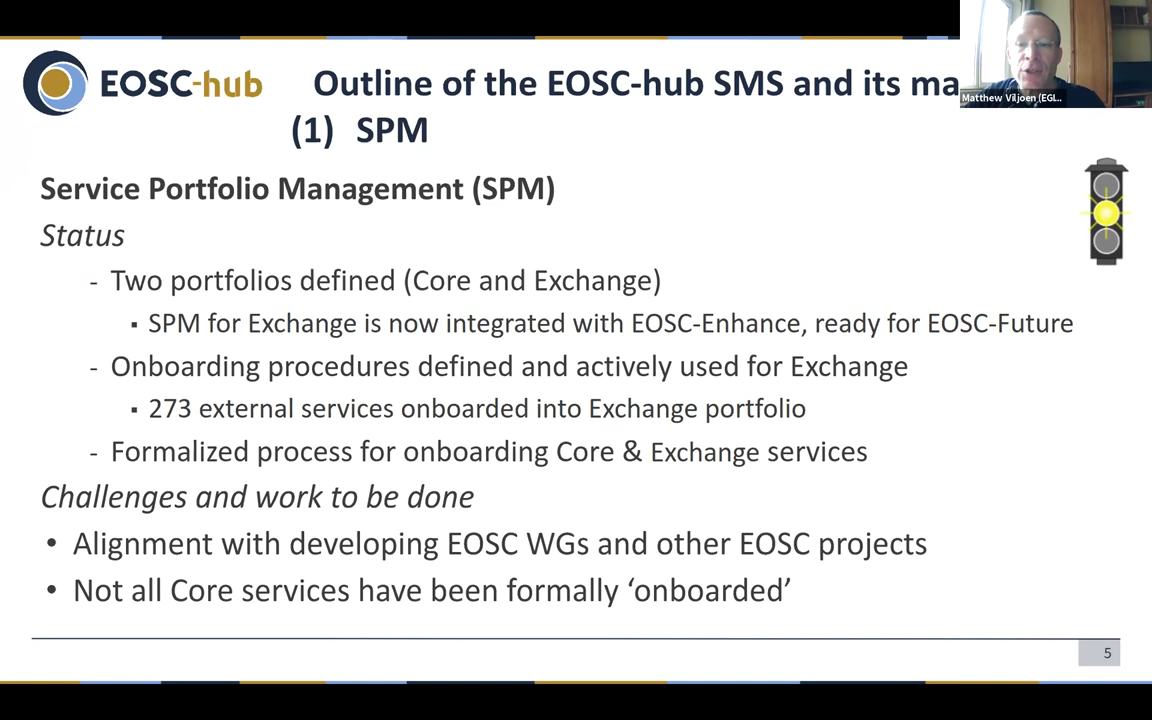 EOSC-hub
Outline of the EOSC-hub SMS and its ma
(1) SPM
Matthew Viljoen (EGI...
Service Portfolio Management (SPM)
Status
- Two portfolios defined (Core and Exchange)
▪ SPM for Exchange is now integrated with EOSC-Enhance, ready for EOSC-Future
- Onboarding procedures defined and actively used for Exchange
▪ 273 external services onboarded into Exchange portfolio
- Formalized process for onboarding Core & Exchange services
Challenges and work to be done
• Alignment with developing EOSC WGs and other EOSC projects
• Not all Core services have been formally ‘onboarded’
5